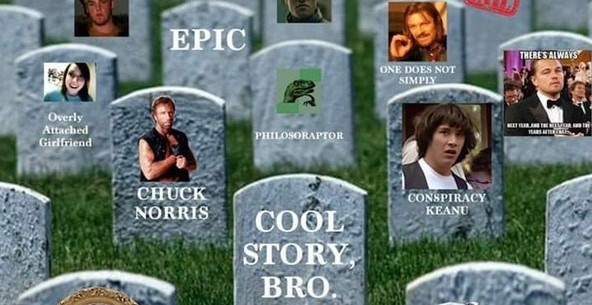 EPIC
ONE DOES NOT
SIMPLY
THERE'S ALWAYS
Overly
Attached
Girlfriend
PHILOSORAPTOR
CHUCK
NORRIS
CONSPIRACY
KEANU
COOL
STORY,
BRO.